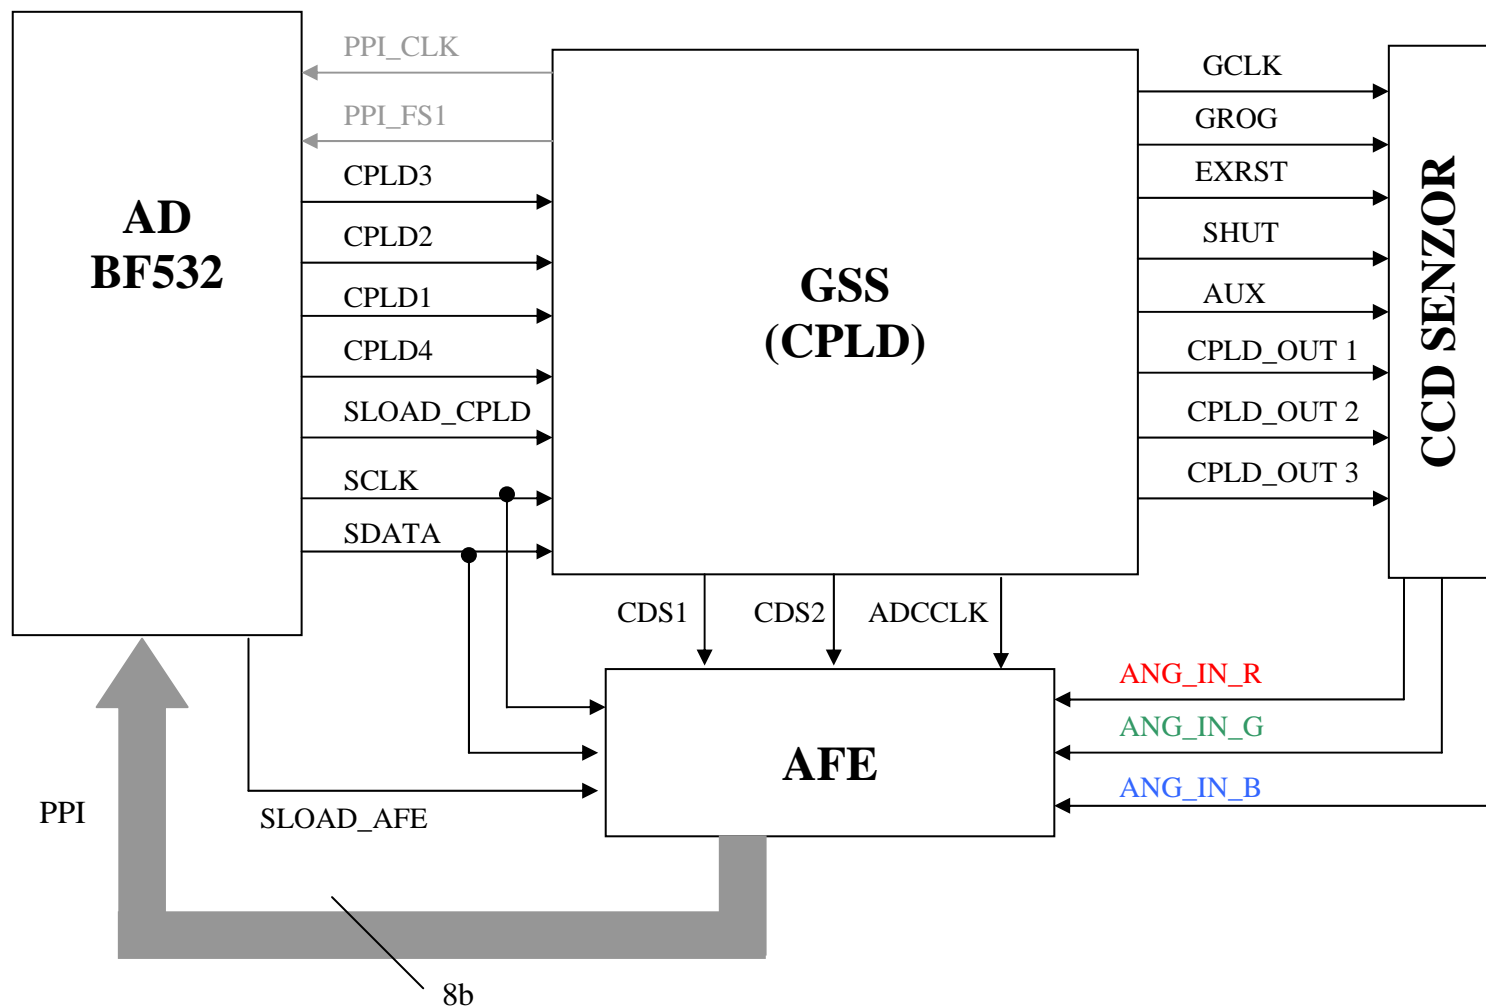 PPI_CLK
PPI_FS1
CPLD3
CPLD2
CPLD1
CPLD4
SLOAD_CPLD
SCLK
SDATA
AD
BF532
GSS
(CPLD)
GCLK
GROG
EXRST
SHUT
AUX
CPLD_OUT 1
CPLD_OUT 2
CPLD_OUT 3
CCD SENZOR
CDS1
CDS2
ADCCLK
ANG_IN_R
ANG_IN_G
ANG_IN_B
AFE
PPI
SLOAD_AFE
8b